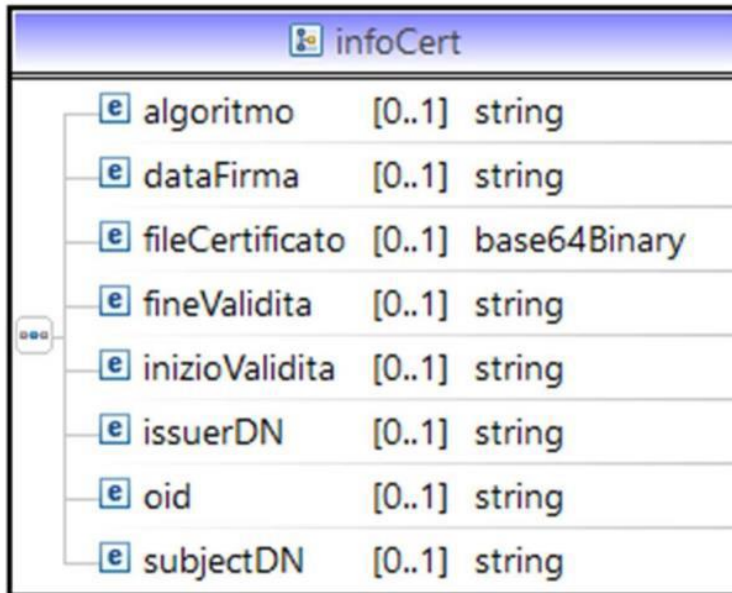 infoCert
e algoritmo [0..1] string
e dataFirma [0..1] string
e fileCertificato [0..1] base64Binary
e fineValidita [0..1] string
e inizioValidita [0..1] string
e issuerDN [0..1] string
e oid [0..1] string
e subjectDN [0..1] string